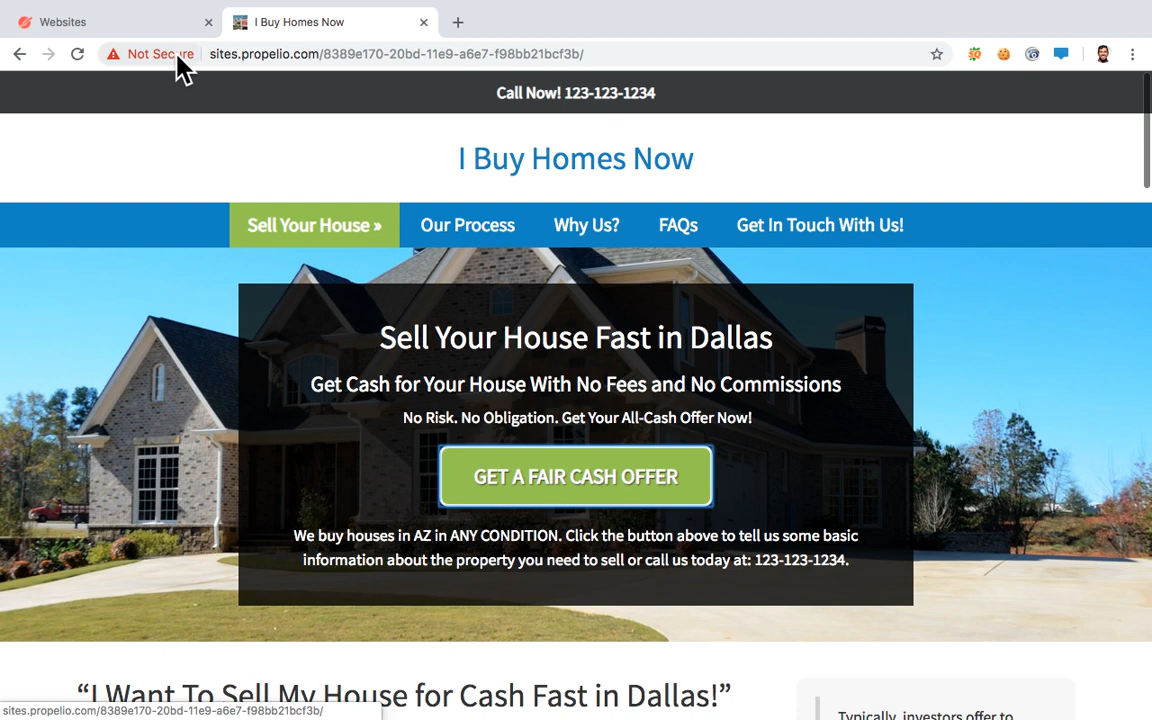 Websites
I Buy Homes Now
Not Secure
sites.propelio.com/8389e170-20bd-11e9-a6e7-f98bb21bcf3b/
Call Now! 123-123-1234
I Buy Homes Now
Sell Your House »
Our Process
Why Us?
FAQs
Get In Touch With Us!
Sell Your House Fast in Dallas
Get Cash for Your House With No Fees and No Commissions
No Risk. No Obligation. Get Your All-Cash Offer Now!
GET A FAIR CASH OFFER
We buy houses in AZ in ANY CONDITION. Click the button above to tell us some basic
information about the property you need to sell or call us today at: 123-123-1234.
“I Want To Sell My House for Cash Fast in Dallas!”
Typically, investors offer to
sites.propelio.com/8389e170-20bd-11e9-a6e7-f98bb21bcf3b/